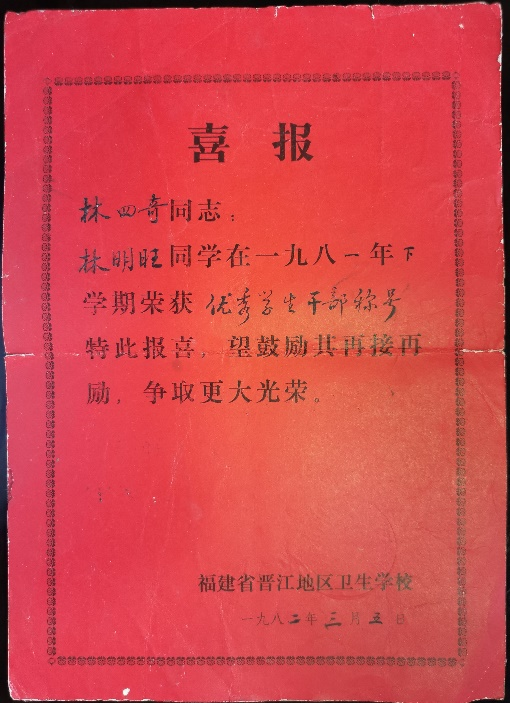 喜报
林四奇同志：
林明旺同学在一九八一年下
学期荣获优秀学生干部称号
特此报喜，望鼓励其再接再
励，争取更大光荣。
福建省晋江地区卫生学校
一九八二年三月五日